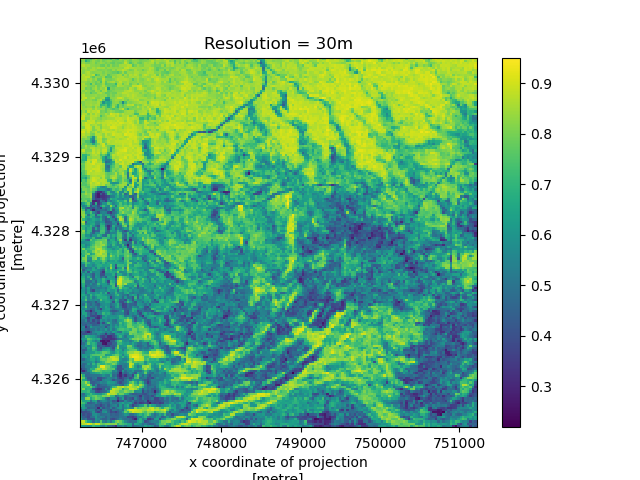 Resolution = 30m
1e6
4.330
4.329
4.328
4.327
4.326
y coordinate of projection
[metre]
747000 748000 749000 750000 751000
x coordinate of projection
[metre]
0.9
0.8
0.7
0.6
0.5
0.4
0.3